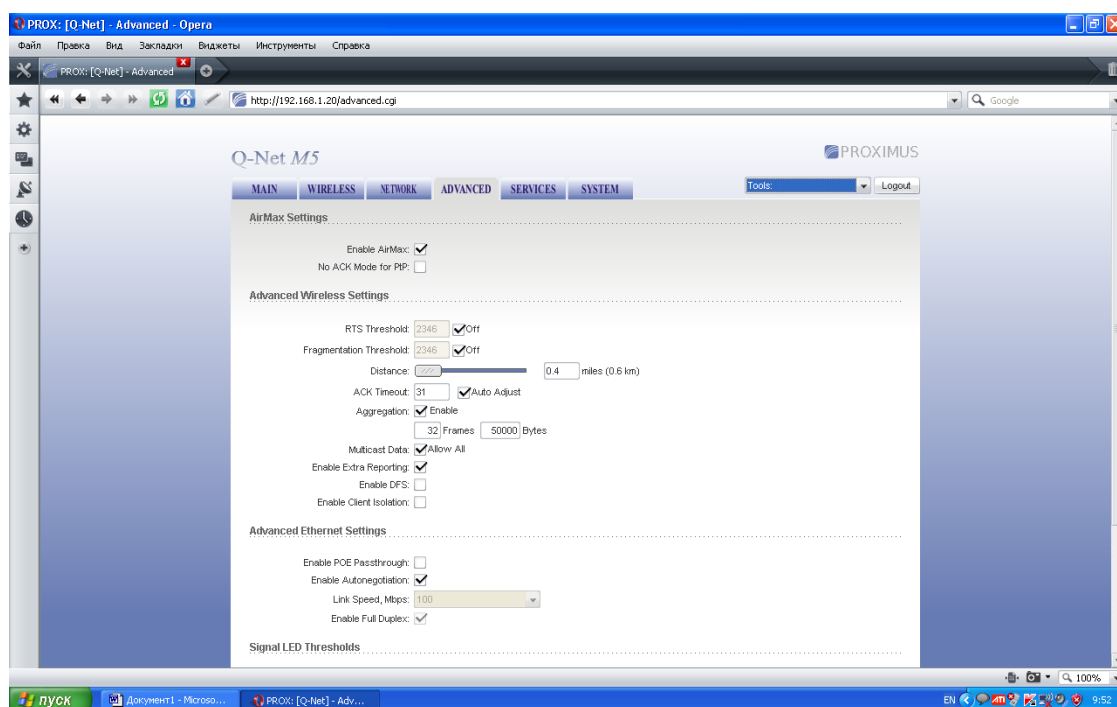 PROX: [Q-Net] - Advanced - Opera
Файл Правка Вид Закладки Виджеты Инструменты Справка
PROX: [Q-Net] - Advanced
http://192.168.1.20/advanced.cgi Google
Q-Net M5 PROXIMUS
MAIN WIRELESS NETWORK ADVANCED SERVICES SYSTEM Tools: Logout
AirMax Settings
Enable AirMax:
No ACK Mode for PtP:
Advanced Wireless Settings
RTS Threshold: 2346 Off
Fragmentation Threshold: 2346 Off
Distance: 0.4 miles (0.6 km)
ACK Timeout: 31 Auto Adjust
Aggregation: Enable
32 Frames 50000 Bytes
Multicast Data: Allow All
Enable Extra Reporting:
Enable DFS:
Enable Client Isolation:
Advanced Ethernet Settings
Enable POE Passthrough:
Enable Autonegotiation:
Link Speed, Mbps: 100
Enable Full Duplex:
Signal LED Thresholds
100%
пуск Документ1 - Microso... PROX: [Q-Net] - Adv... EN ATI 9:52